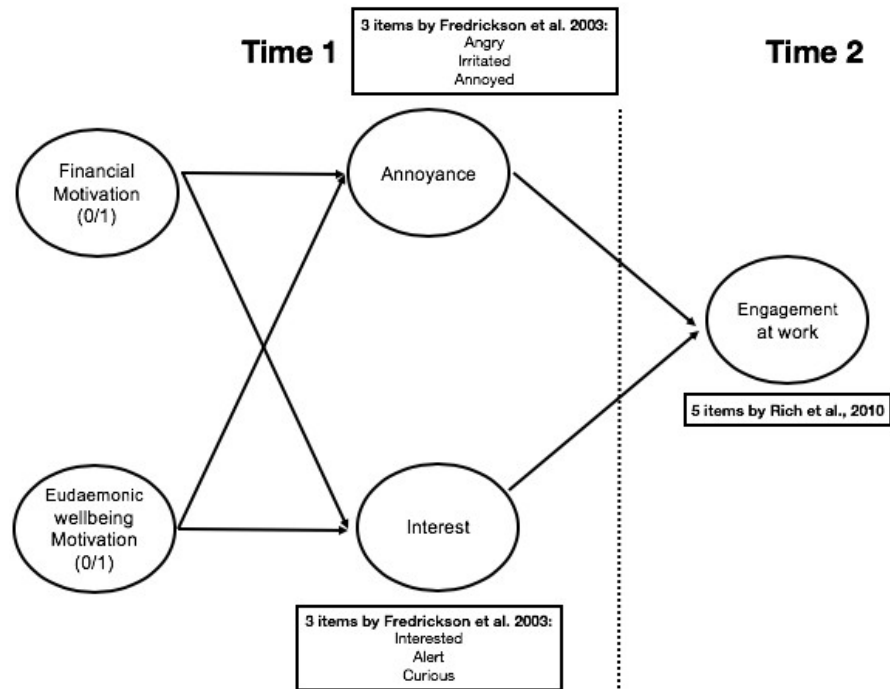 Time 1
3 items by Fredrickson et al. 2003:
Angry
Irritated
Annoyed
Time 2
Financial
Motivation
(0/1)
Annoyance
Engagement
at work
5 items by Rich et al., 2010
Eudaemonic
wellbeing
Motivation
(0/1)
Interest
3 items by Fredrickson et al. 2003:
Interested
Alert
Curious